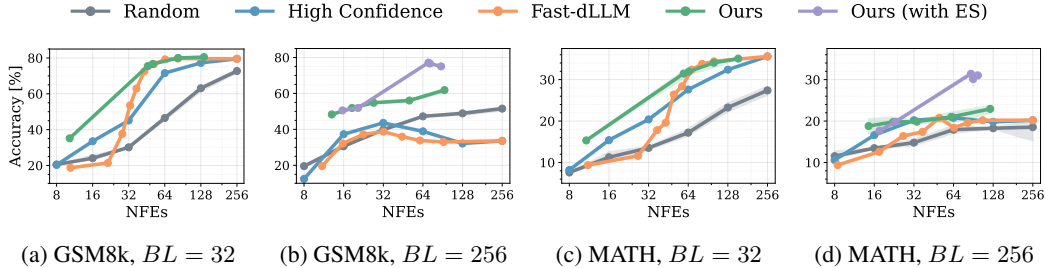 Random High Confidence Fast-dLLM Ours Ours (with ES)
Accuracy [%]
80
60
40
20
8 16 32 64 128 256
NFEs
80
60
40
20
8 16 32 64 128 256
NFEs
30
20
10
8 16 32 64 128 256
NFEs
30
20
10
8 16 32 64 128 256
NFEs
(a) GSM8k, BL = 32
(b) GSM8k, BL = 256
(c) MATH, BL = 32
(d) MATH, BL = 256